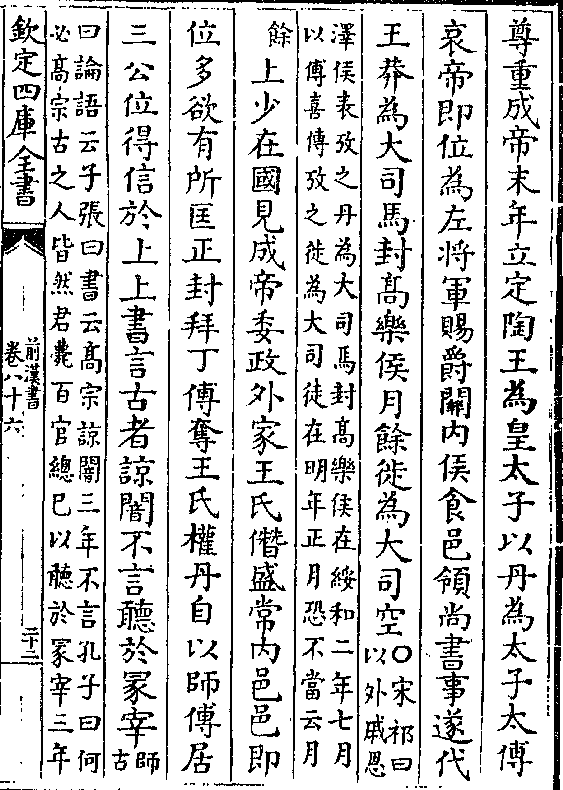 尊重成帝末年立定陶王為皇太子以丹為太子太傅
哀帝即位為左將軍賜爵關内侯食邑領尚書事遂代
王莽為大司馬封髙樂侯月餘徙為大司空○宋祁曰以外戚恩
澤侯表攷之丹為大司馬封髙樂侯在綏和二年七月
以傅喜傳攷之徙為大司徒在明年正月恐不當云月
餘上少在國見成帝委政外家王氏僭盛常内邑邑即
位多欲有所匡正封拜丁傅奪王氏權丹自以師傅居
三公位得信於上上書言古者諒闇不言聽於冢宰師古
曰論語云子張曰書云髙宗諒闇三年不言孔子曰何
必髙宗古之人皆然君薨百官總已以聽於冢宰三年
欽定四庫全書
前漢書
卷八十六
二十二